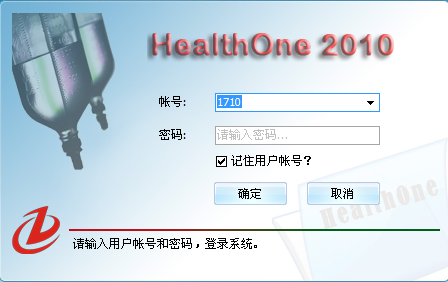 HealthOne 2010
帐号:
1710
密码:
请输入密码...
记住用户帐号？
确定
取消
HealthOne
请输入用户帐号和密码，登录系统。